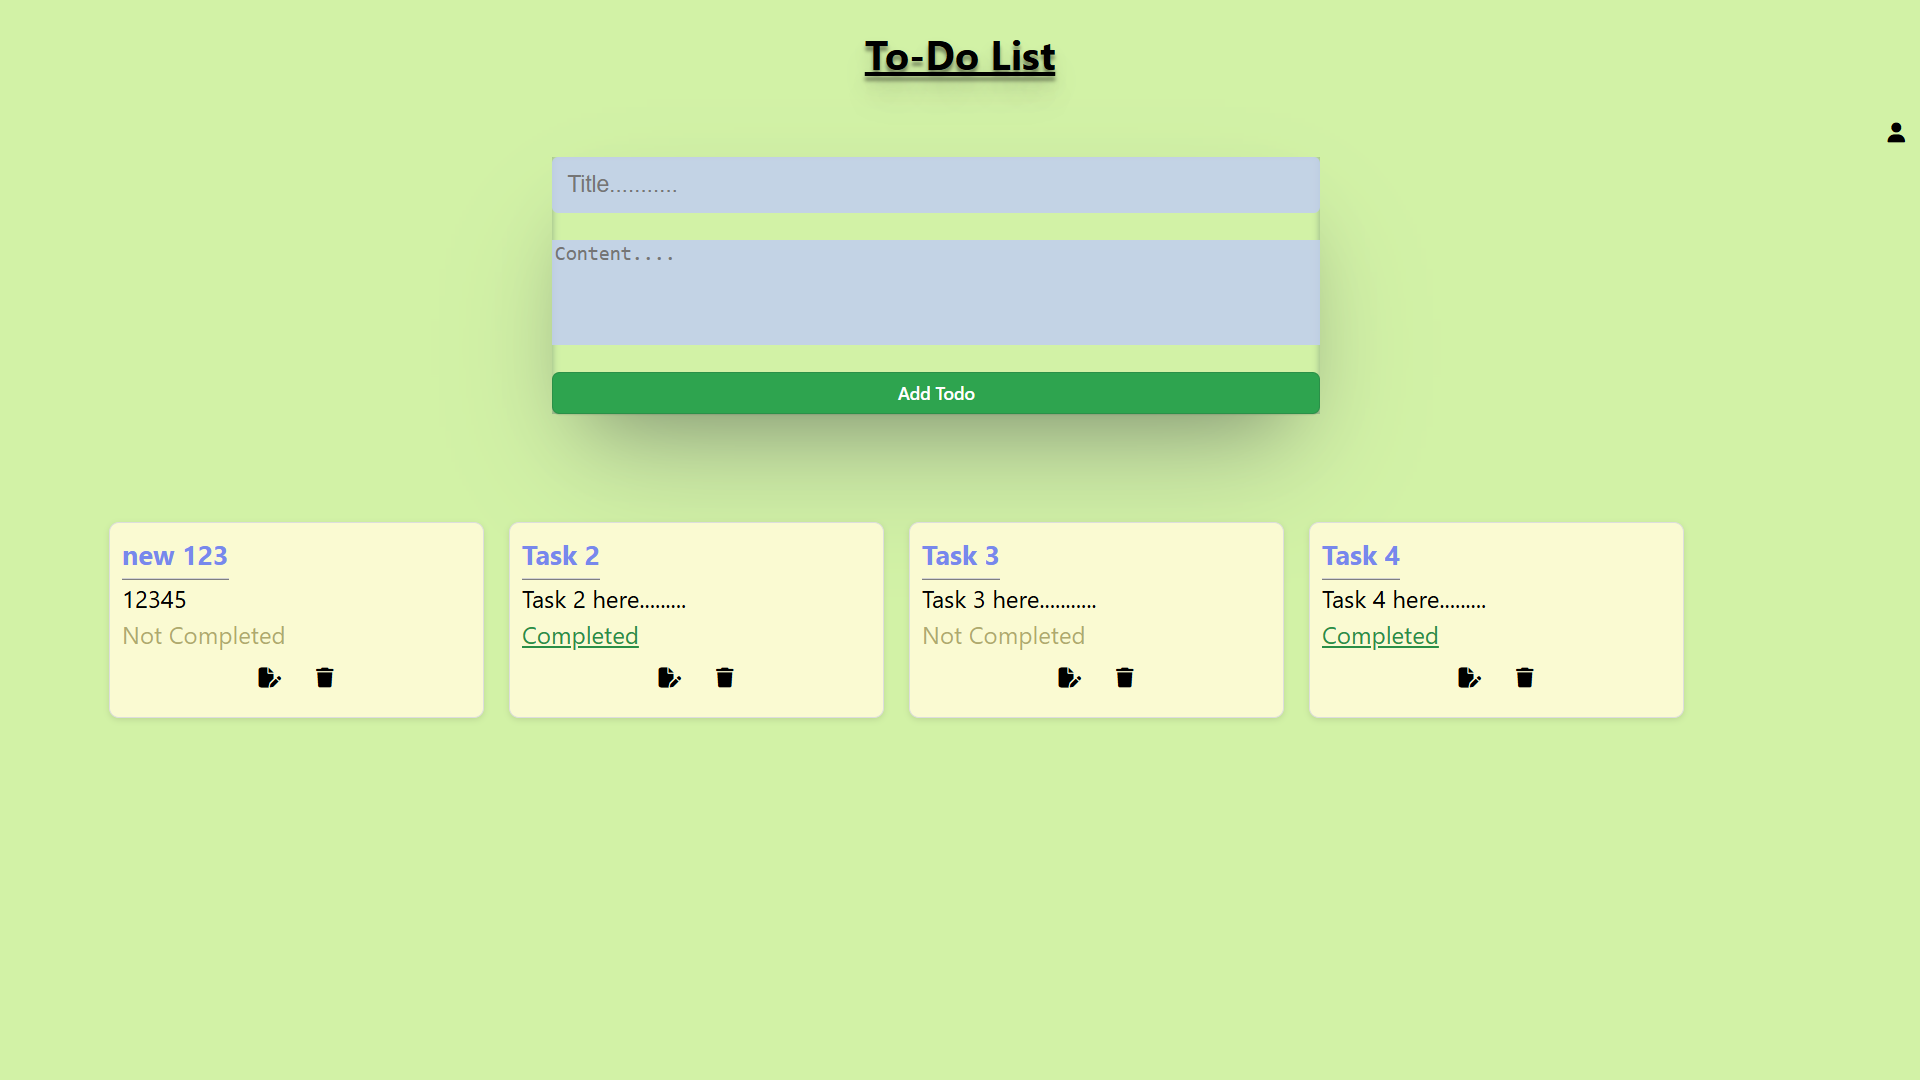 To-Do List
Title...........
Content....
Add Todo
new 123
12345
Not Completed
Task 2
Task 2 here.........
Completed
Task 3
Task 3 here...........
Not Completed
Task 4
Task 4 here.........
Completed